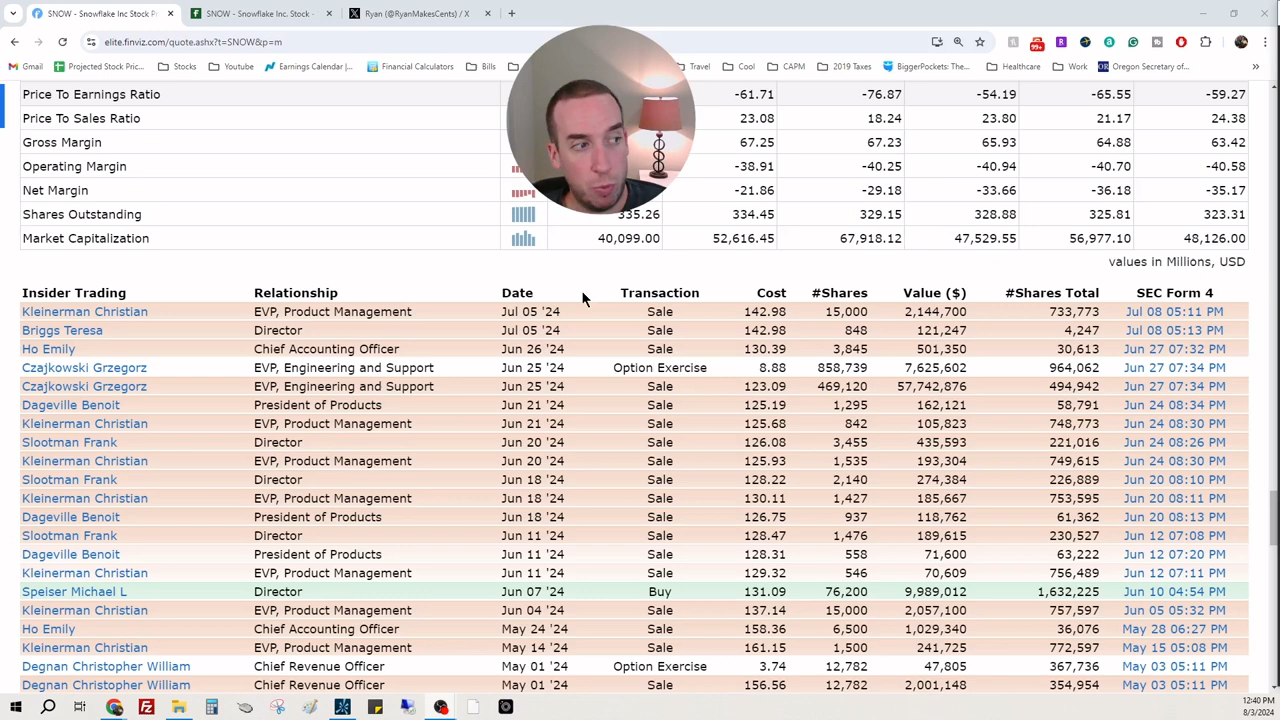 SNOW - Snowflake Inc Stock Pr
SNOW - Snowflake Inc. Stock -
Ryan (@RyanMakesCents) / X
elite.finviz.com/quote.ashx?t=SNOW&p=m
99+
Gmail
Projected Stock Pric...
Stocks
Youtube
Earnings Calendar |...
Financial Calculators
Bills
Travel
Cool
CAPM
2019 Taxes
BiggerPockets: The...
Healthcare
Work
Oregon Secretary of...
Price To Earnings Ratio -61.71 -76.87 -54.19 -65.55 -59.27
Price To Sales Ratio 23.08 18.24 23.80 21.17 24.38
Gross Margin 67.25 67.23 65.93 64.88 63.42
Operating Margin -38.91 -40.25 -40.94 -40.70 -40.58
Net Margin -21.86 -29.18 -33.66 -36.18 -35.17
Shares Outstanding 335.26 334.45 329.15 328.88 325.81 323.31
Market Capitalization 40,099.00 52,616.45 67,918.12 47,529.55 56,977.10 48,126.00
values in Millions, USD
Insider Trading Relationship Date Transaction Cost #Shares Value ($) #Shares Total SEC Form 4
Kleinerman Christian EVP, Product Management Jul 05 '24 Sale 142.98 15,000 2,144,700 733,773 Jul 08 05:11 PM
Briggs Teresa Director Jul 05 '24 Sale 142.98 848 121,247 4,247 Jul 08 05:13 PM
Ho Emily Chief Accounting Officer Jun 26 '24 Sale 130.39 3,845 501,350 30,613 Jun 27 07:32 PM
Czajkowski Grzegorz EVP, Engineering and Support Jun 25 '24 Option Exercise 8.88 858,739 7,625,602 964,062 Jun 27 07:34 PM
Czajkowski Grzegorz EVP, Engineering and Support Jun 25 '24 Sale 123.09 469,120 57,742,876 494,942 Jun 27 07:34 PM
Dageville Benoit President of Products Jun 21 '24 Sale 125.19 1,295 162,121 58,791 Jun 24 08:34 PM
Kleinerman Christian EVP, Product Management Jun 21 '24 Sale 125.68 842 105,823 748,773 Jun 24 08:30 PM
Slootman Frank Director Jun 20 '24 Sale 126.08 3,455 435,593 221,016 Jun 24 08:26 PM
Kleinerman Christian EVP, Product Management Jun 20 '24 Sale 125.93 1,535 193,304 749,615 Jun 24 08:30 PM
Slootman Frank Director Jun 18 '24 Sale 128.22 2,140 274,384 226,889 Jun 20 08:10 PM
Kleinerman Christian EVP, Product Management Jun 18 '24 Sale 130.11 1,427 185,667 753,595 Jun 20 08:11 PM
Dageville Benoit President of Products Jun 18 '24 Sale 126.75 937 118,762 61,362 Jun 20 08:13 PM
Slootman Frank Director Jun 11 '24 Sale 128.47 1,476 189,615 230,527 Jun 12 07:08 PM
Dageville Benoit President of Products Jun 11 '24 Sale 128.31 558 71,600 63,222 Jun 12 07:20 PM
Kleinerman Christian EVP, Product Management Jun 11 '24 Sale 129.32 546 70,609 756,489 Jun 12 07:11 PM
Speiser Michael L Director Jun 07 '24 Buy 131.09 76,200 9,989,012 1,632,225 Jun 10 04:54 PM
Kleinerman Christian EVP, Product Management Jun 04 '24 Sale 137.14 15,000 2,057,100 757,597 Jun 05 05:32 PM
Ho Emily Chief Accounting Officer May 24 '24 Sale 158.36 6,500 1,029,340 36,076 May 28 06:27 PM
Kleinerman Christian EVP, Product Management May 14 '24 Sale 161.15 1,500 241,725 772,597 May 15 05:08 PM
Degnan Christopher William Chief Revenue Officer May 01 '24 Option Exercise 3.74 12,782 47,805 367,736 May 03 05:11 PM
Degnan Christopher William Chief Revenue Officer May 01 '24 Sale 156.56 12,782 2,001,148 354,954 May 03 05:11 PM
12:40 PM
8/3/2024